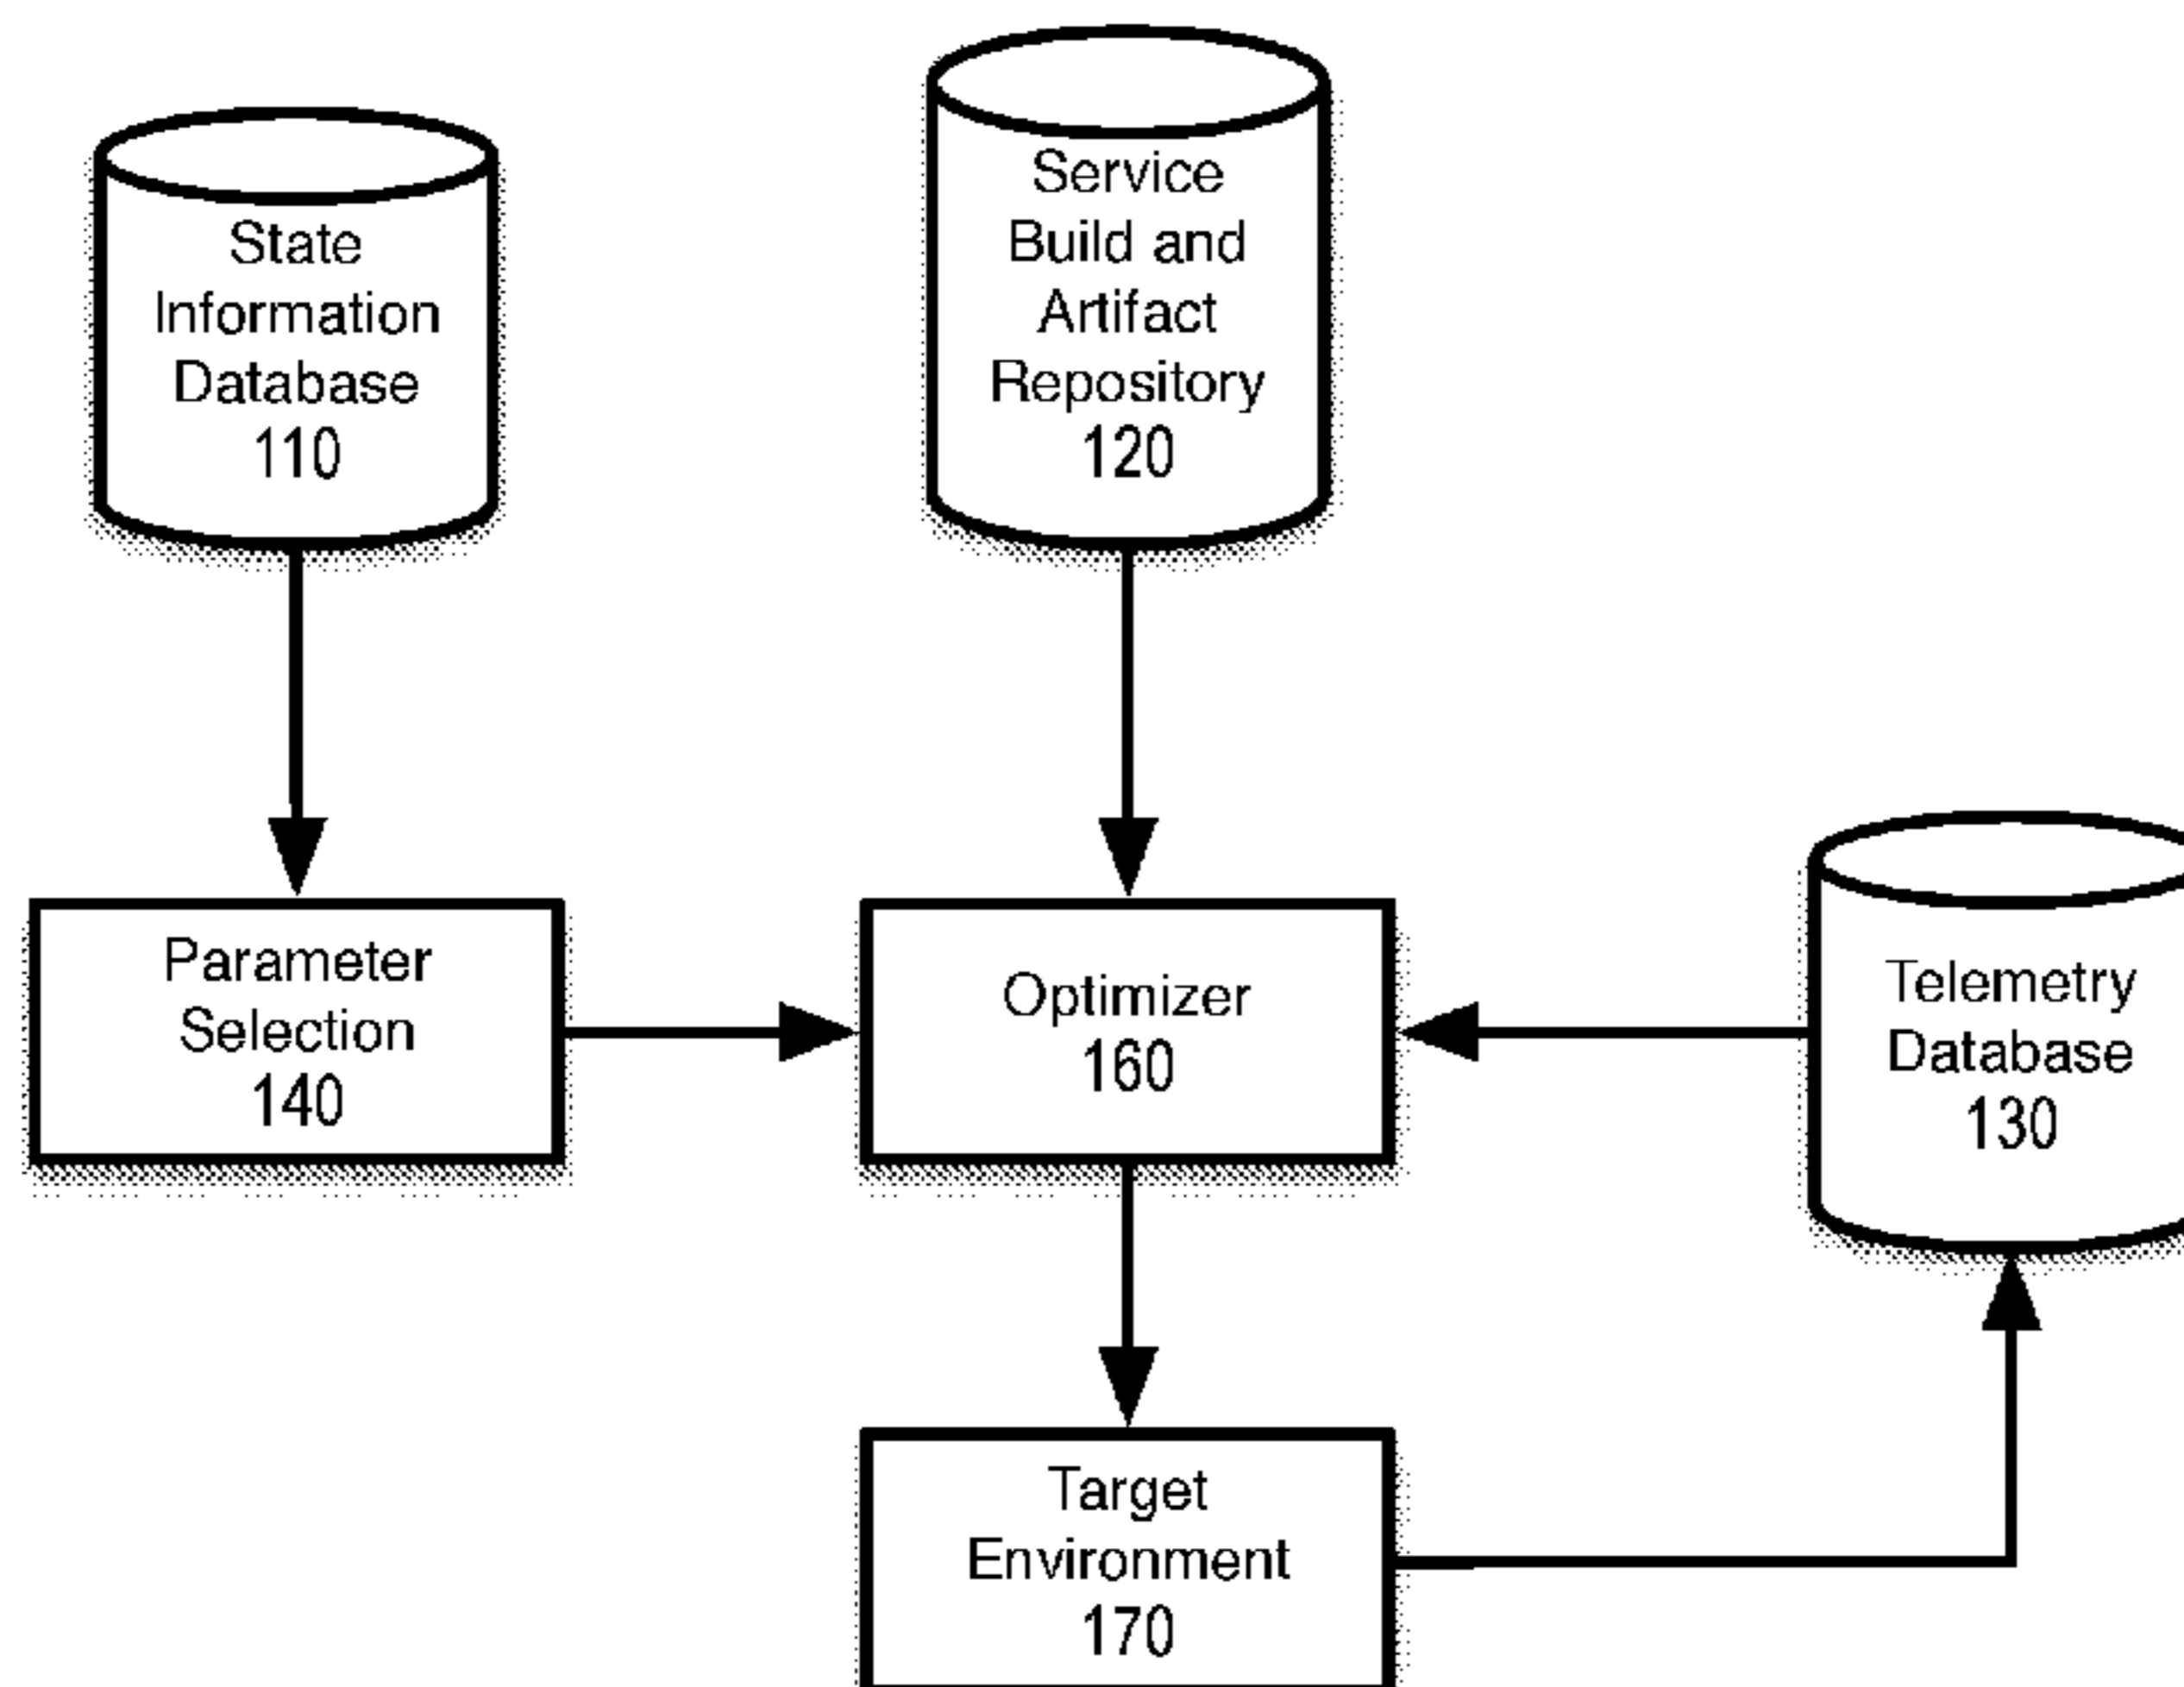 State
Information
Database
110
Service
Build and
Artifact
Repository
120
Parameter
Selection
140
Optimizer
160
Telemetry
Database
130
Target
Environment
170